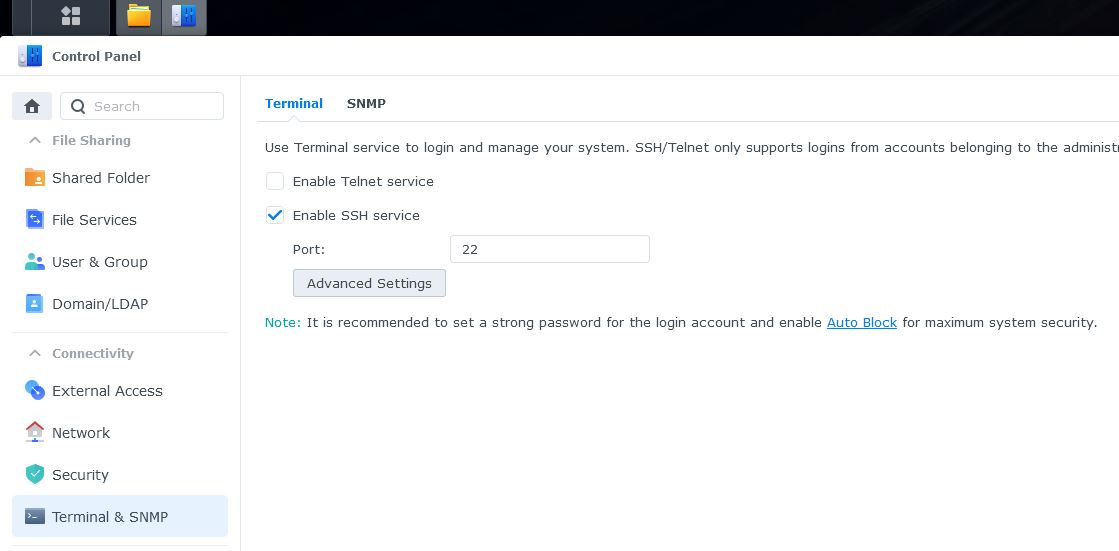 Control Panel
Search
File Sharing
Shared Folder
File Services
User & Group
Domain/LDAP
Connectivity
External Access
Network
Security
Terminal & SNMP
Terminal SNMP
Use Terminal service to login and manage your system. SSH/Telnet only supports logins from accounts belonging to the
Enable Telnet service
Enable SSH service
Port: 22
Advanced Settings
Note: It is recommended to set a strong password for the login account and enable Auto Block for maximum system security.